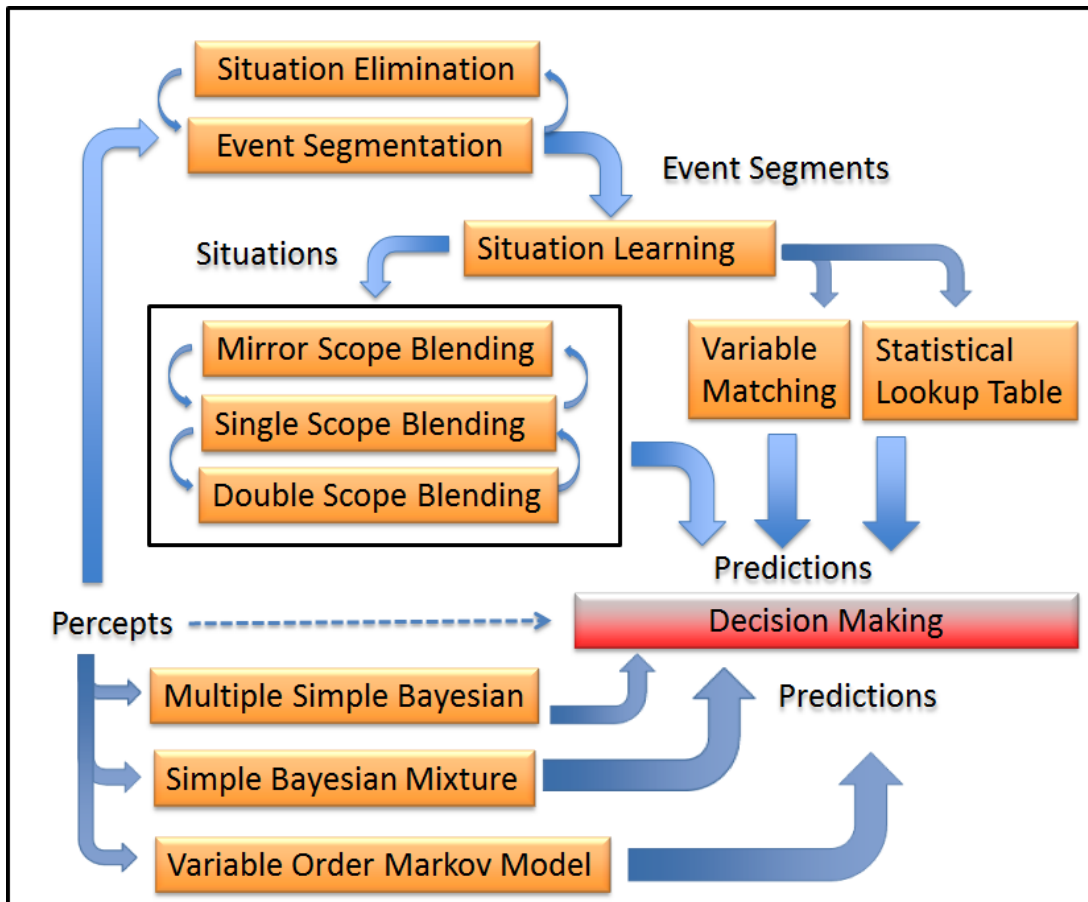 Situation Elimination
Event Segmentation
Event Segments
Situations
Situation Learning
Mirror Scope Blending
Single Scope Blending
Double Scope Blending
Variable
Matching
Statistical
Lookup Table
Predictions
Percepts
Decision Making
Multiple Simple Bayesian
Predictions
Simple Bayesian Mixture
Variable Order Markov Model